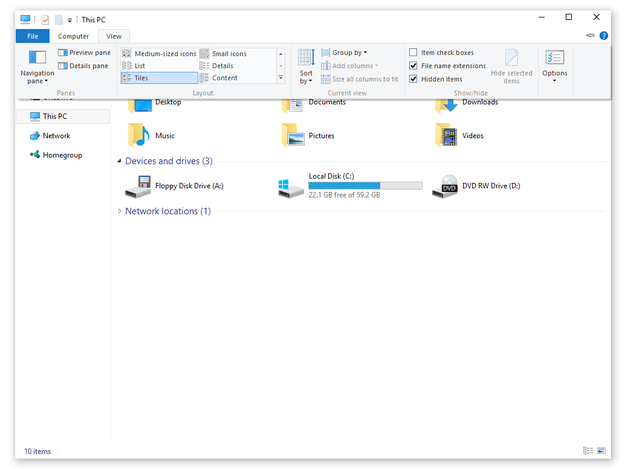 This PC
File Computer View
Navigation pane
Preview pane
Details pane
Panes
Medium-sized icons
Small icons
List
Details
Tiles
Content
Layout
Sort by
Group by
Add columns
Size all columns to fit
Current view
Item check boxes
File name extensions
Hidden items
Hide selected items
Show/hide
Options
This PC
Network
Homegroup
Desktop
Documents
Downloads
Music
Pictures
Videos
Devices and drives (3)
Floppy Disk Drive (A:)
Local Disk (C:)
22.1 GB free of 59.2 GB
DVD
DVD RW Drive (D:)
Network locations (1)
10 items